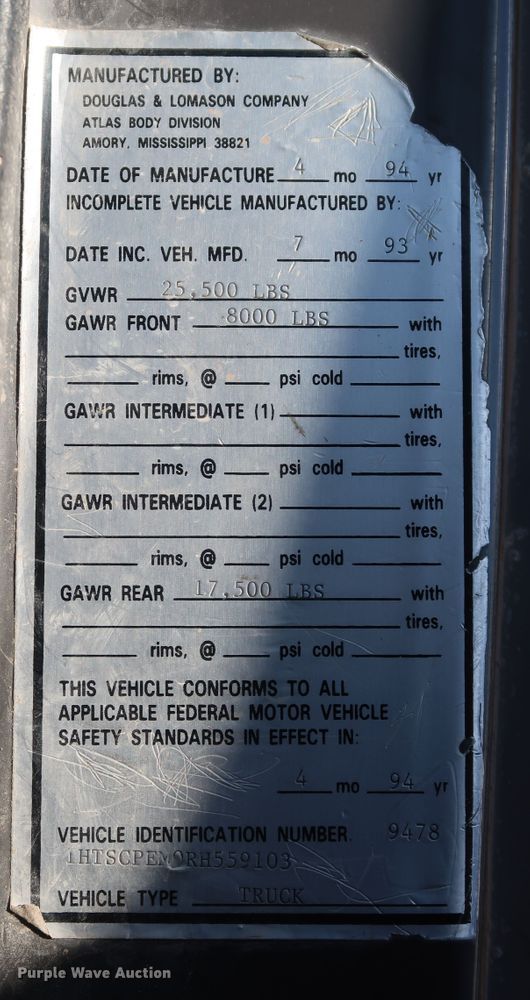 MANUFACTURED BY:
DOUGLAS & LOMASON COMPANY
ATLAS BODY DIVISION
AMORY, MISSISSIPPI 38821
DATE OF MANUFACTURE 4 mo 94 yr
INCOMPLETE VEHICLE MANUFACTURED BY:
DATE INC. VEH. MFD. 7 mo 93 yr
GVWR 25,500 LBS
GAWR FRONT 8000 LBS with
tires,
rims, @ psi cold
GAWR INTERMEDIATE (1) with
tires,
rims, @ psi cold
GAWR INTERMEDIATE (2) with
tires,
rims, @ psi cold
GAWR REAR 17,500 LBS with
tires,
rims, @ psi cold
THIS VEHICLE CONFORMS TO ALL
APPLICABLE FEDERAL MOTOR VEHICLE
SAFETY STANDARDS IN EFFECT IN:
4 mo 94 yr
VEHICLE IDENTIFICATION NUMBER 9478
VEHICLE TYPE TRUCK
Purple Wave Auction